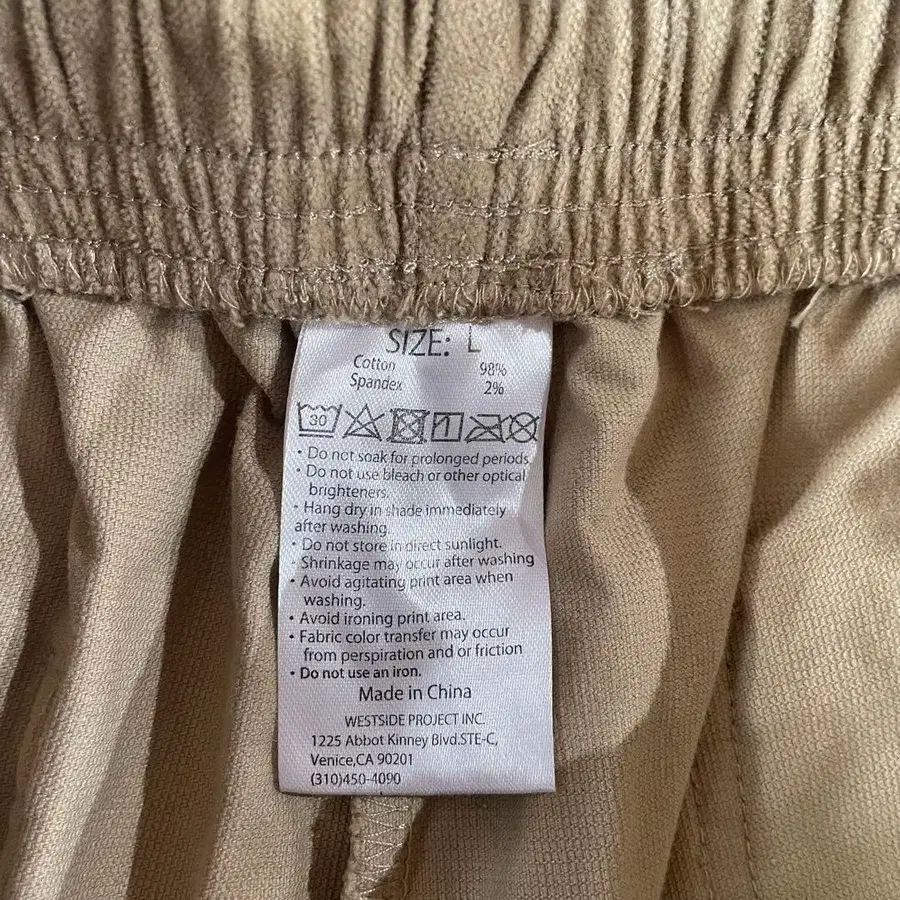 SIZE: L
Cotton 98%
Spandex 2%
30
• Do not soak for prolonged periods.
• Do not use bleach or other optical
brighteners.
• Hang dry in shade immediately
after washing.
• Do not store in direct sunlight.
Shrinkage may occur after washing
• Avoid agitating print area when
washing.
• Avoid ironing print area.
• Fabric color transfer may occur
from perspiration and or friction
• Do not use an iron.
Made in China
WESTSIDE PROJECT INC.
1225 Abbot Kinney Blvd.STE-C,
Venice,CA 90201
(310)450-4090